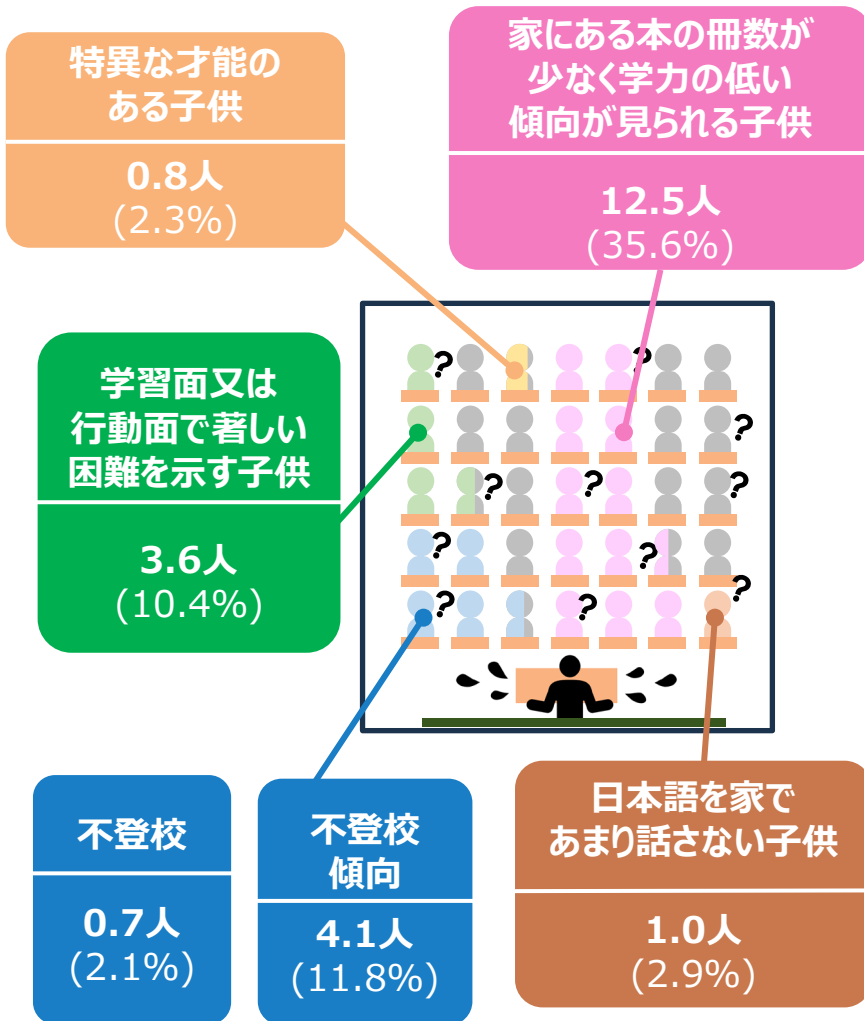 特異な才能の
ある子供
0.8人
(2.3%)
家にある本の冊数が
少なく学力の低い
傾向が見られる子供
12.5人
(35.6%)
学習面又は
行動面で著しい
困難を示す子供
3.6人
(10.4%)
?
?
?
?
?
?
?
?
?
?
?
?
不登校
0.7人
(2.1%)
不登校
傾向
4.1人
(11.8%)
日本語を家で
あまり話さない子供
1.0人
(2.9%)